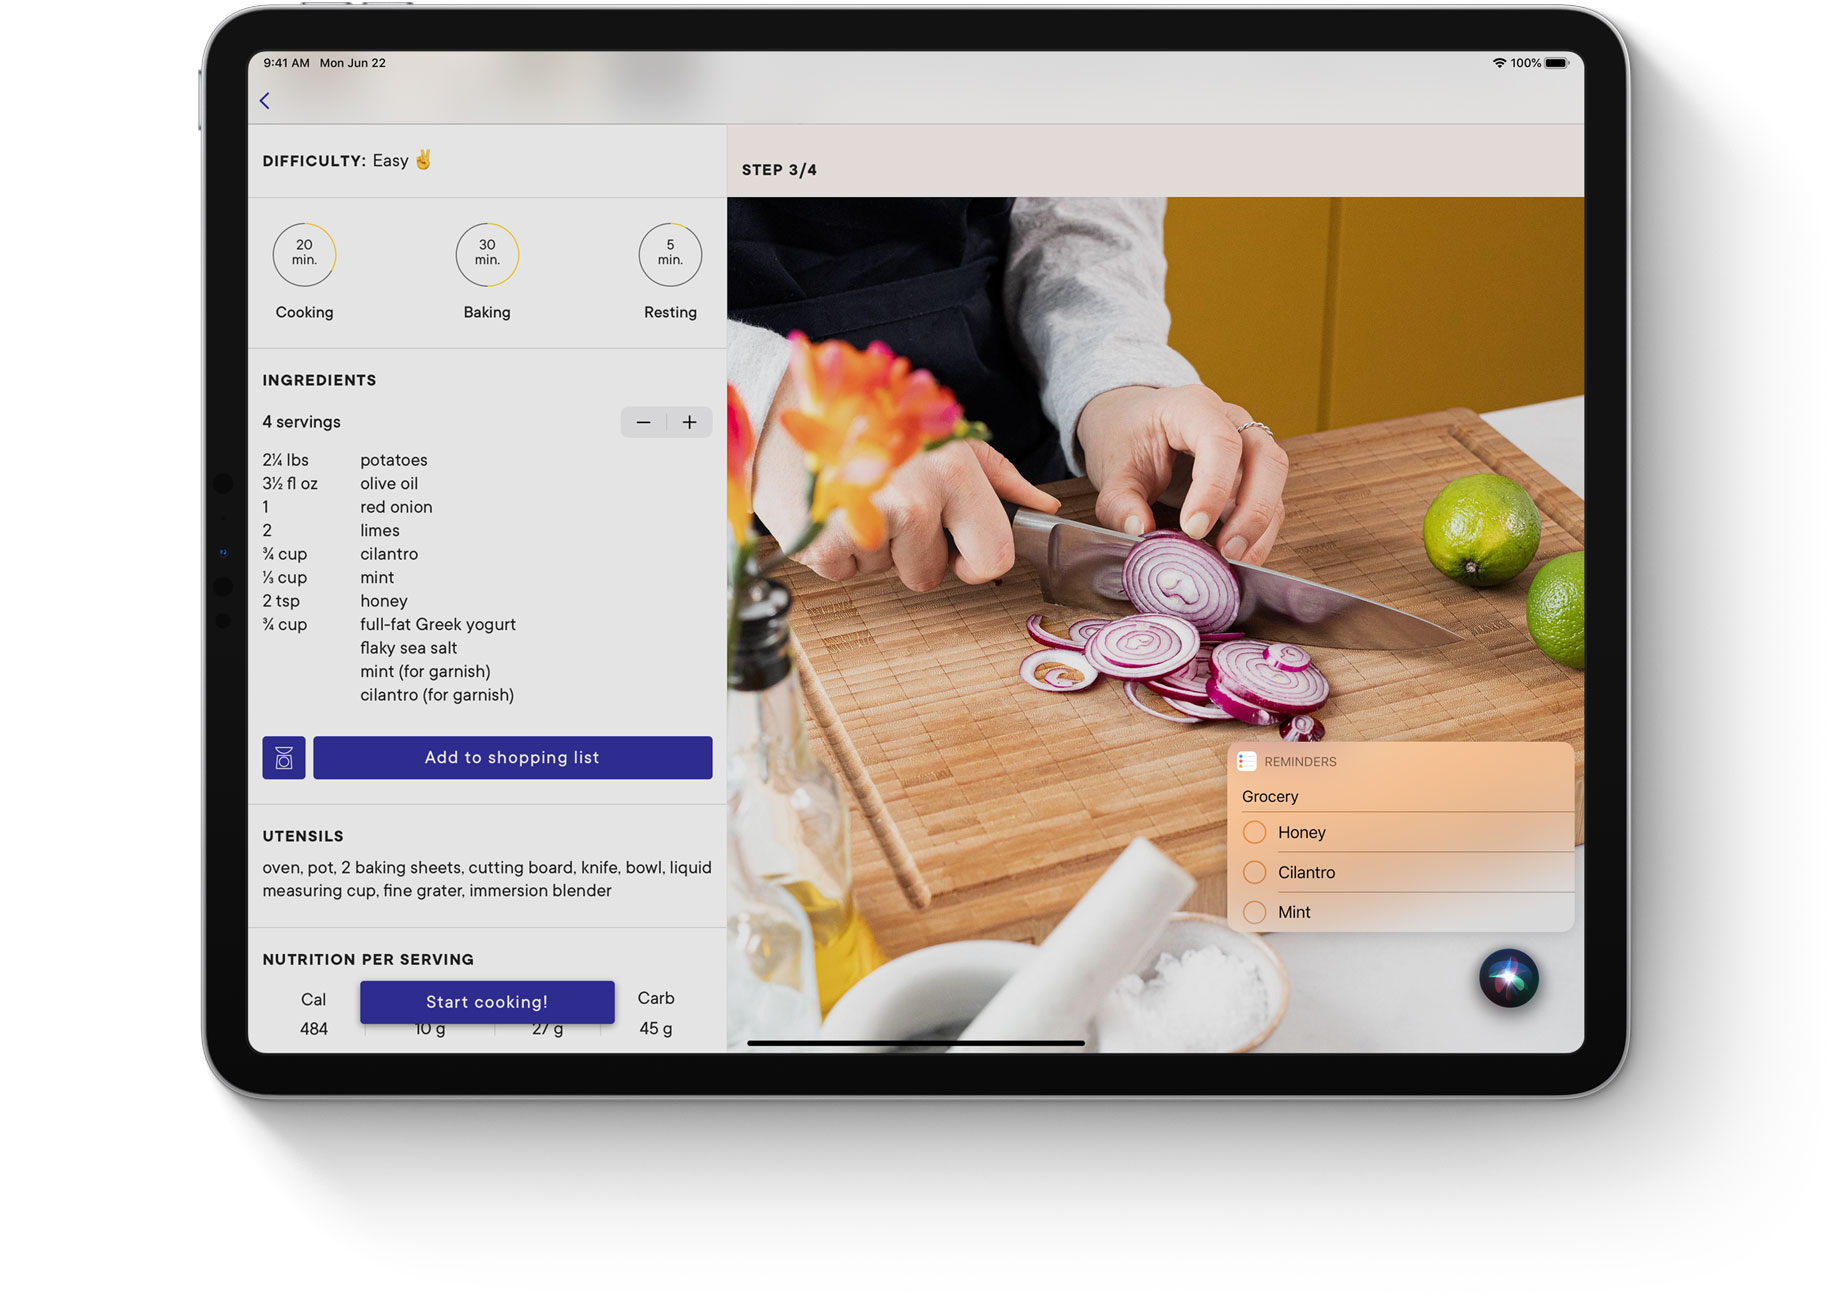 9:41 AM Mon Jun 22
100%
DIFFICULTY: Easy ✌
20 min.
Cooking
30 min.
Baking
5 min.
Resting
INGREDIENTS
4 servings
− +
2¼ lbs potatoes
3½ fl oz olive oil
1 red onion
2 limes
¾ cup cilantro
⅓ cup mint
2 tsp honey
¾ cup full-fat Greek yogurt
flaky sea salt
mint (for garnish)
cilantro (for garnish)
Add to shopping list
UTENSILS
oven, pot, 2 baking sheets, cutting board, knife, bowl, liquid
measuring cup, fine grater, immersion blender
NUTRITION PER SERVING
Cal
Carb
Start cooking!
484 10 g 27 g 45 g
STEP 3/4
REMINDERS
Grocery
Honey
Cilantro
Mint